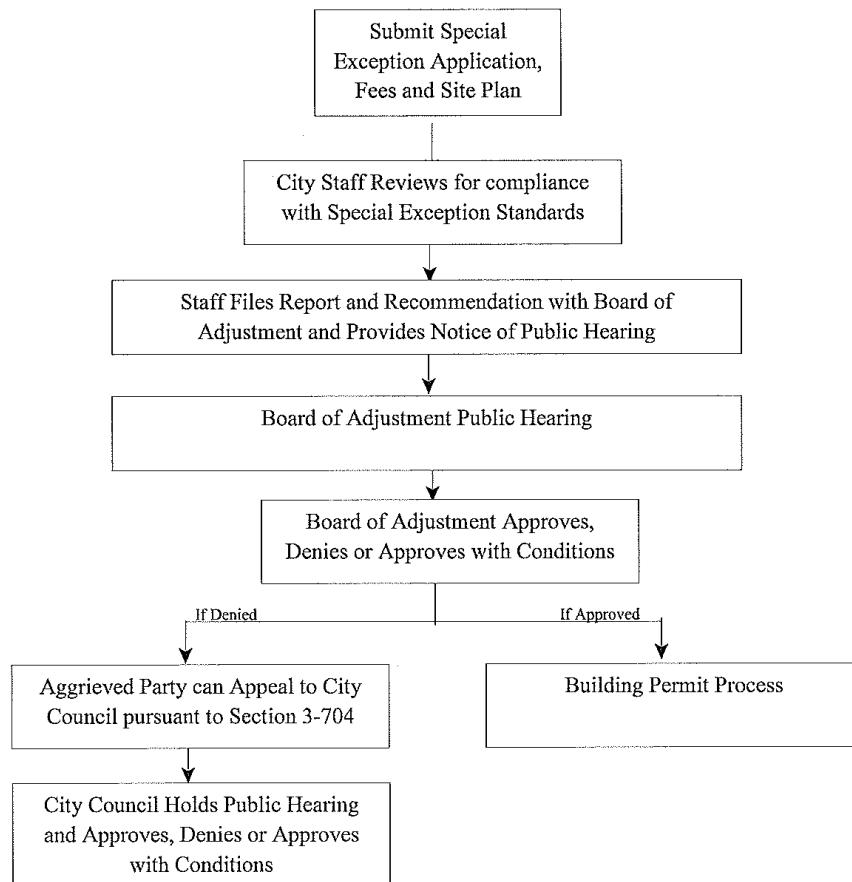 Submit Special
Exception Application,
Fees and Site Plan
City Staff Reviews for compliance
with Special Exception Standards
Staff Files Report and Recommendation with Board of
Adjustment and Provides Notice of Public Hearing
Board of Adjustment Public Hearing
Board of Adjustment Approves,
Denies or Approves with Conditions
If Denied
If Approved
Aggrieved Party can Appeal to City
Council pursuant to Section 3-704
Building Permit Process
City Council Holds Public Hearing
and Approves, Denies or Approves
with Conditions